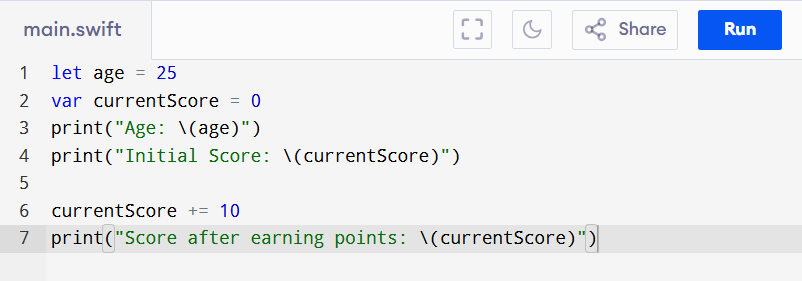 main.swift
Share
Run
1 let age = 25
2 var currentScore = 0
3 print("Age: \(age)")
4 print("Initial Score: \(currentScore)")
5
6 currentScore += 10
7 print("Score after earning points: \(currentScore)")